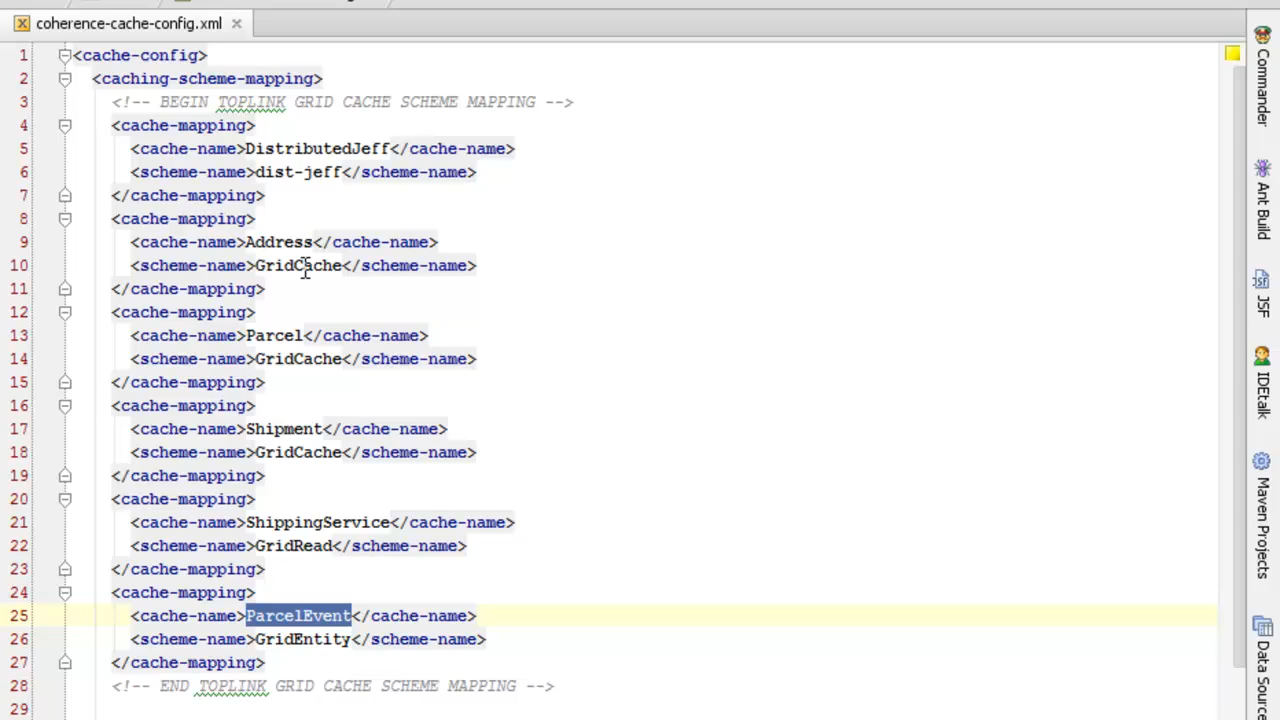 coherence-cache-config.xml
1 <cache-config>
2 <caching-scheme-mapping>
3 <!-- BEGIN TOPLINK GRID CACHE SCHEME MAPPING -->
4 <cache-mapping>
5 <cache-name>DistributedJeff</cache-name>
6 <scheme-name>dist-jeff</scheme-name>
7 </cache-mapping>
8 <cache-mapping>
9 <cache-name>Address</cache-name>
10 <scheme-name>GridCache</scheme-name>
11 </cache-mapping>
12 <cache-mapping>
13 <cache-name>Parcel</cache-name>
14 <scheme-name>GridCache</scheme-name>
15 </cache-mapping>
16 <cache-mapping>
17 <cache-name>Shipment</cache-name>
18 <scheme-name>GridCache</scheme-name>
19 </cache-mapping>
20 <cache-mapping>
21 <cache-name>ShippingService</cache-name>
22 <scheme-name>GridRead</scheme-name>
23 </cache-mapping>
24 <cache-mapping>
25 <cache-name>ParcelEvent</cache-name>
26 <scheme-name>GridEntity</scheme-name>
27 </cache-mapping>
28 <!-- END TOPLINK GRID CACHE SCHEME MAPPING -->
29
Commander
Ant Build
JSF
IDEtalk
Maven Projects
Data Source